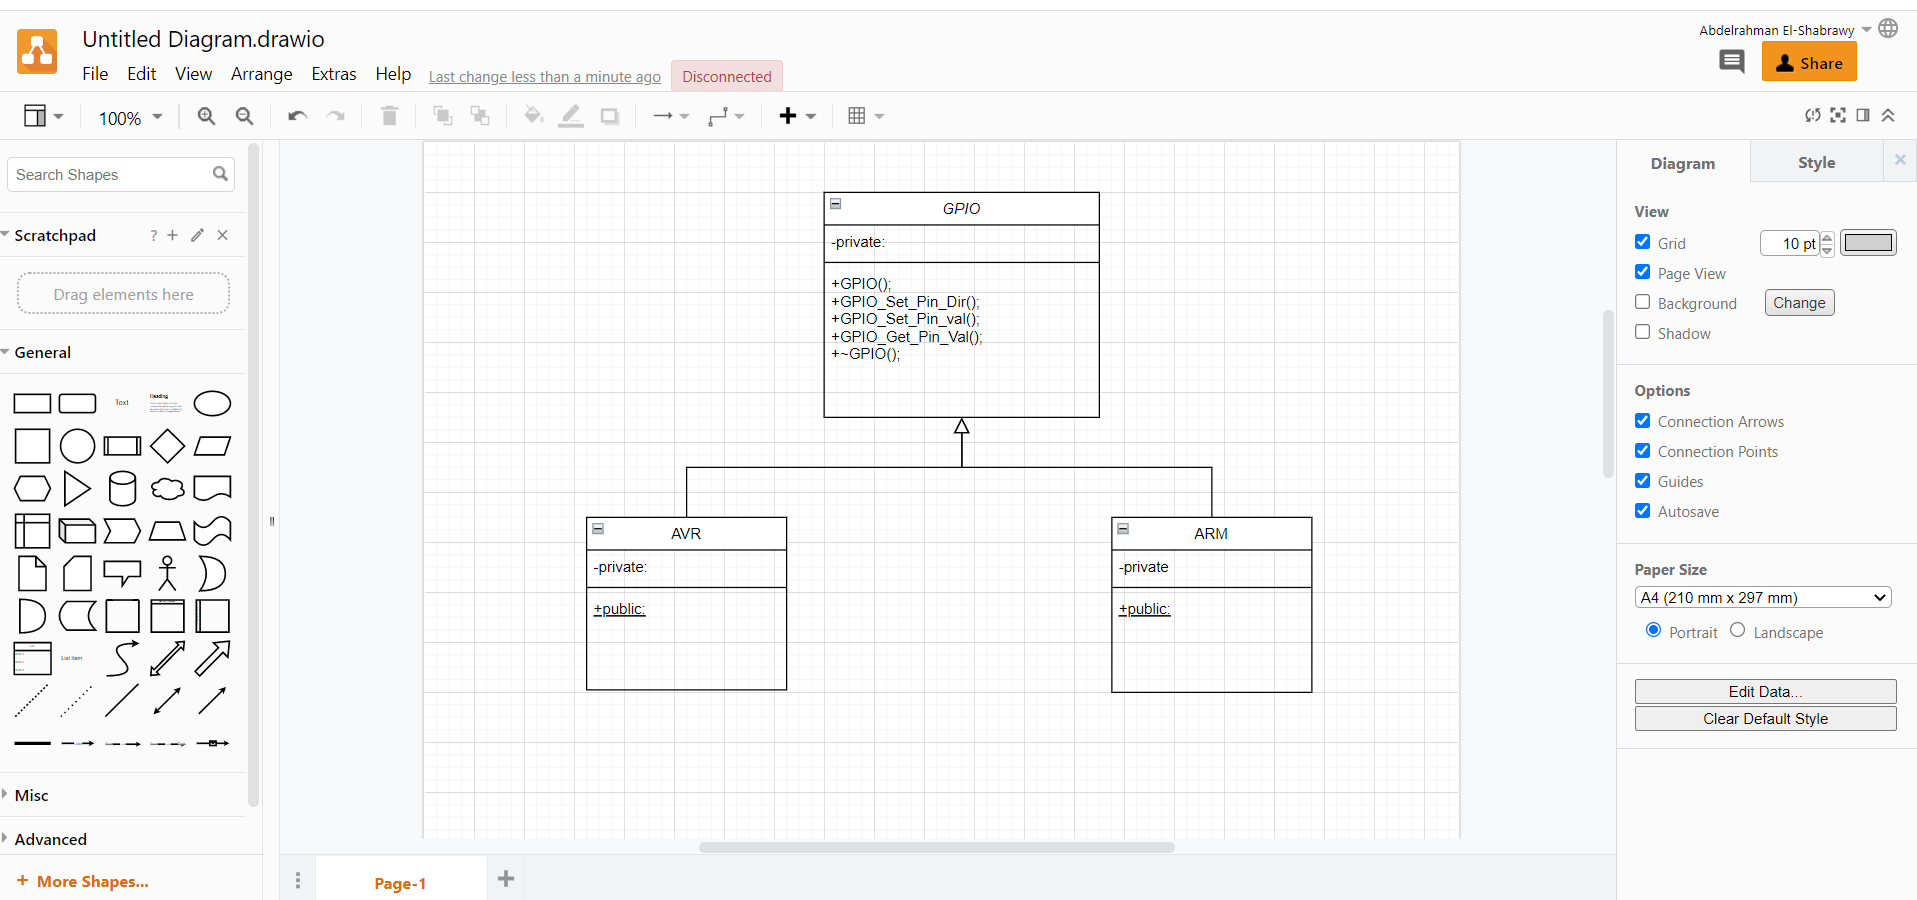 Untitled Diagram.drawio
Abdelrahman El-Shabrawy
File Edit View Arrange Extras Help Last change less than a minute ago Disconnected
Share
100%
Search Shapes
Scratchpad ?
Drag elements here
General
Text
Heading
List Item
Misc
Advanced
+ More Shapes...
GPIO
-private:
+GPIO();
+GPIO_Set_Pin_Dir();
+GPIO_Set_Pin_val();
+GPIO_Get_Pin_Val();
+~GPIO();
AVR
-private:
+public:
ARM
-private
+public:
Page-1
Diagram Style
View
Grid 10 pt
Page View
Background Change
Shadow
Options
Connection Arrows
Connection Points
Guides
Autosave
Paper Size
A4 (210 mm x 297 mm)
Portrait Landscape
Edit Data...
Clear Default Style